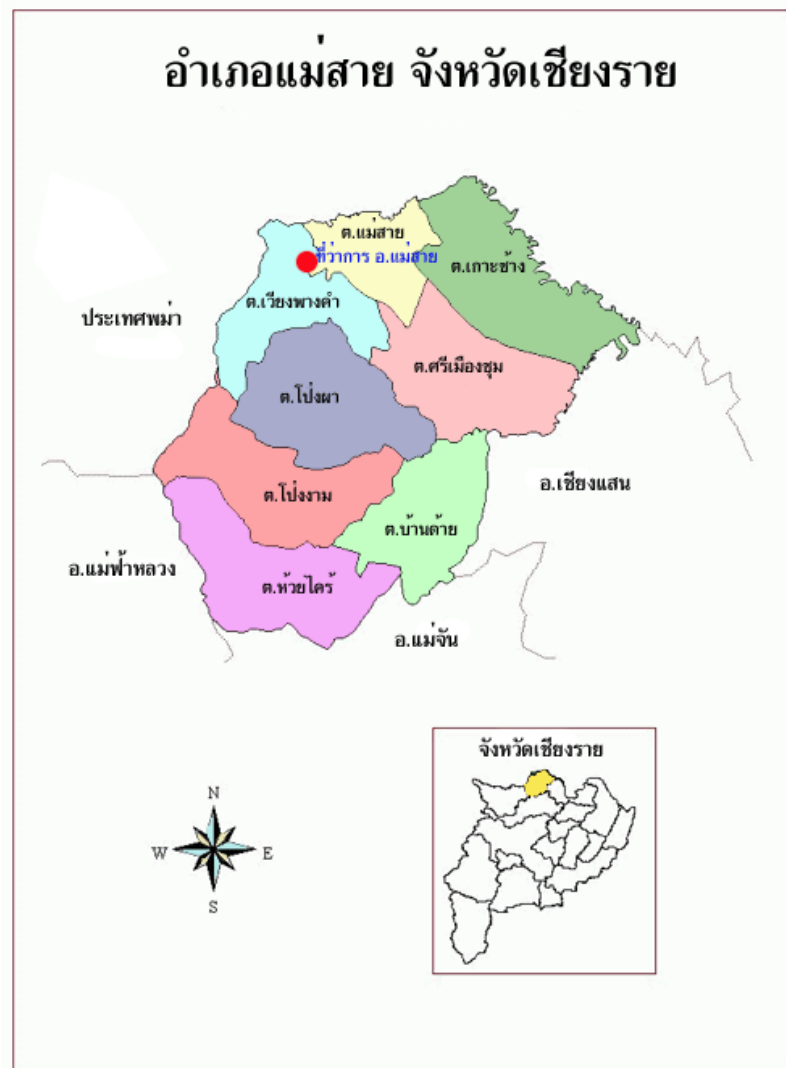 อำเภอแม่สาย จังหวัดเชียงราย
ต.แม่สาย
ที่ว่าการ อ.แม่สาย
ต.เกาะช้าง
ต.เวียงพางคำ
ประเทศพม่า
ต.ศรีเมืองชุม
ต.โป่งผา
อ.เชียงแสน
ต.โป่งงาม
ต.บ้านด้าย
อ.แม่ฟ้าหลวง
ต.ห้วยไคร้
อ.แม่จัน
จังหวัดเชียงราย
N
W
E
S